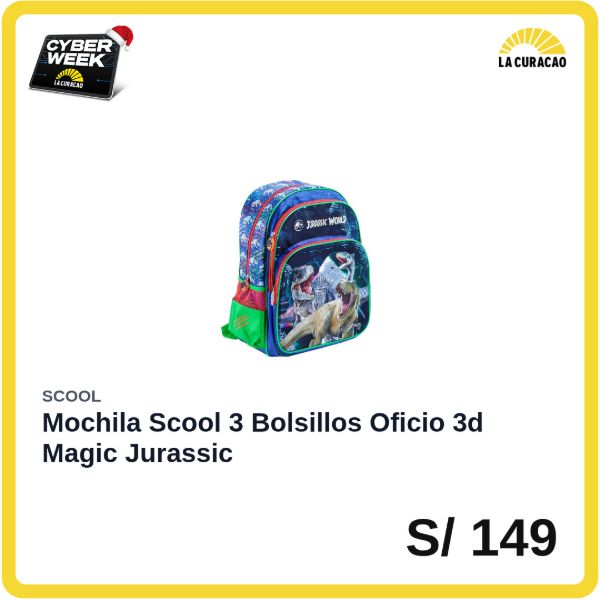 CYBER
WEEK
LA CURACAO
LA CURACAO
JURASSIC WORLD
SCOOL
Mochila Scool 3 Bolsillos Oficio 3d
Magic Jurassic
S/ 149